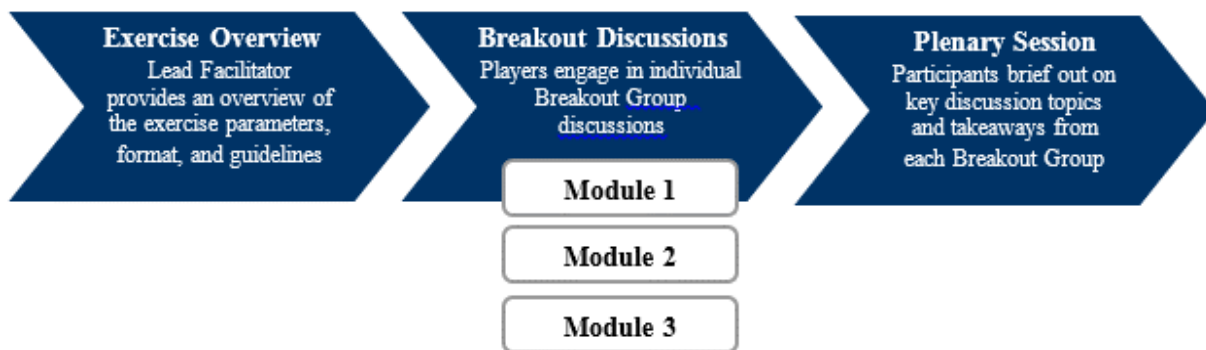 Exercise Overview
Lead Facilitator
provides an overview of
the exercise parameters,
format, and guidelines
Breakout Discussions
Players engage in individual
Breakout Group
discussions
Module 1
Module 2
Module 3
Plenary Session
Participants brief out on
key discussion topics
and takeaways from
each Breakout Group